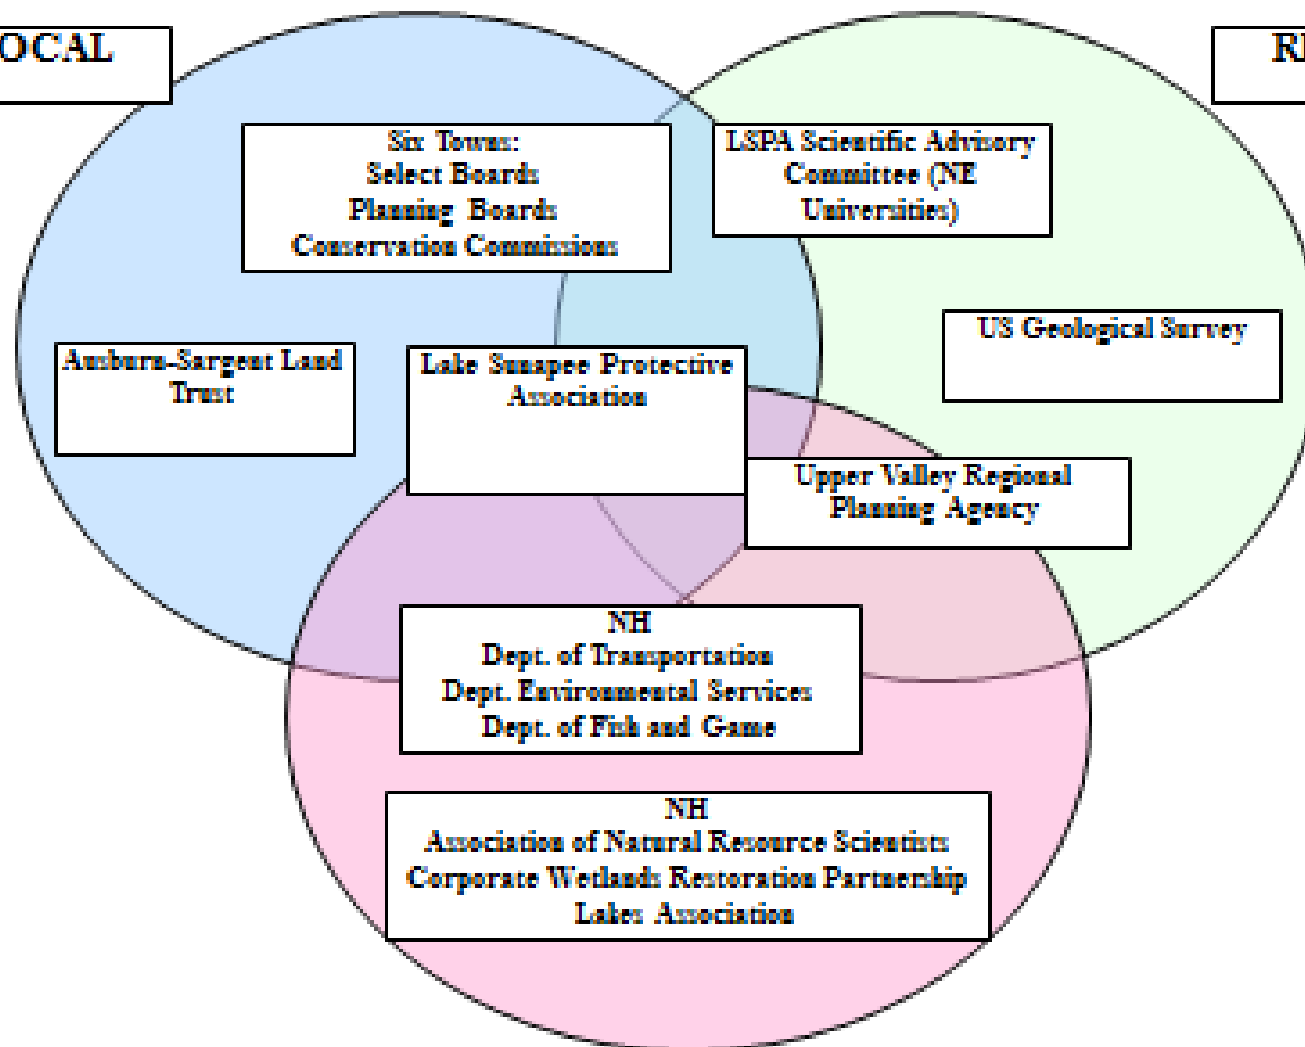 OCAL
RE
Six Towns:
Select Boards
Planning Boards
Conservation Commissions
LSPA Scientific Advisory
Committee (NE
Universities)
US Geological Survey
Ausburn-Sargent Land
Trust
Lake Sunapee Protective
Association
Upper Valley Regional
Planning Agency
NH
Dept. of Transportation
Dept. Environmental Services
Dept. of Fish and Game
NH
Association of Natural Resource Scientists
Corporate Wetlands Restoration Partnership
Lakes Association